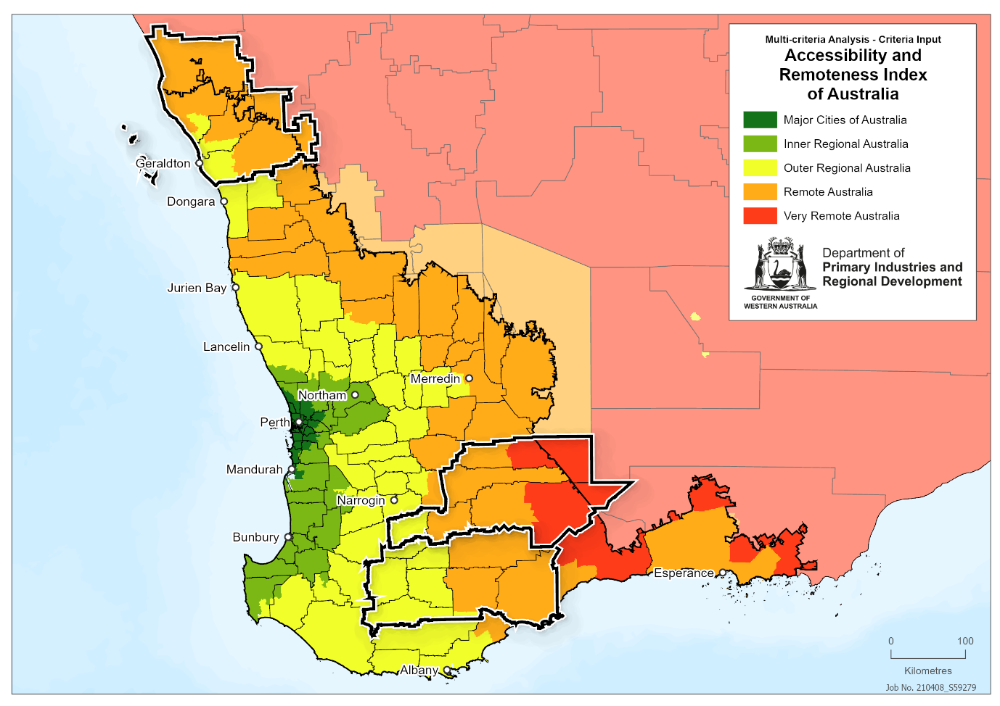 Multi-criteria Analysis - Criteria Input
Accessibility and
Remoteness Index
of Australia
Major Cities of Australia
Inner Regional Australia
Outer Regional Australia
Remote Australia
Very Remote Australia
Department of
Primary Industries and
Regional Development
GOVERNMENT OF
WESTERN AUSTRALIA
Geraldton
Dongara
Jurien Bay
Lancelin
Merredin
Northam
Perth
Mandurah
Narrogin
Bunbury
Esperance
Albany
0 100
Kilometres
Job No. 210408_S59279